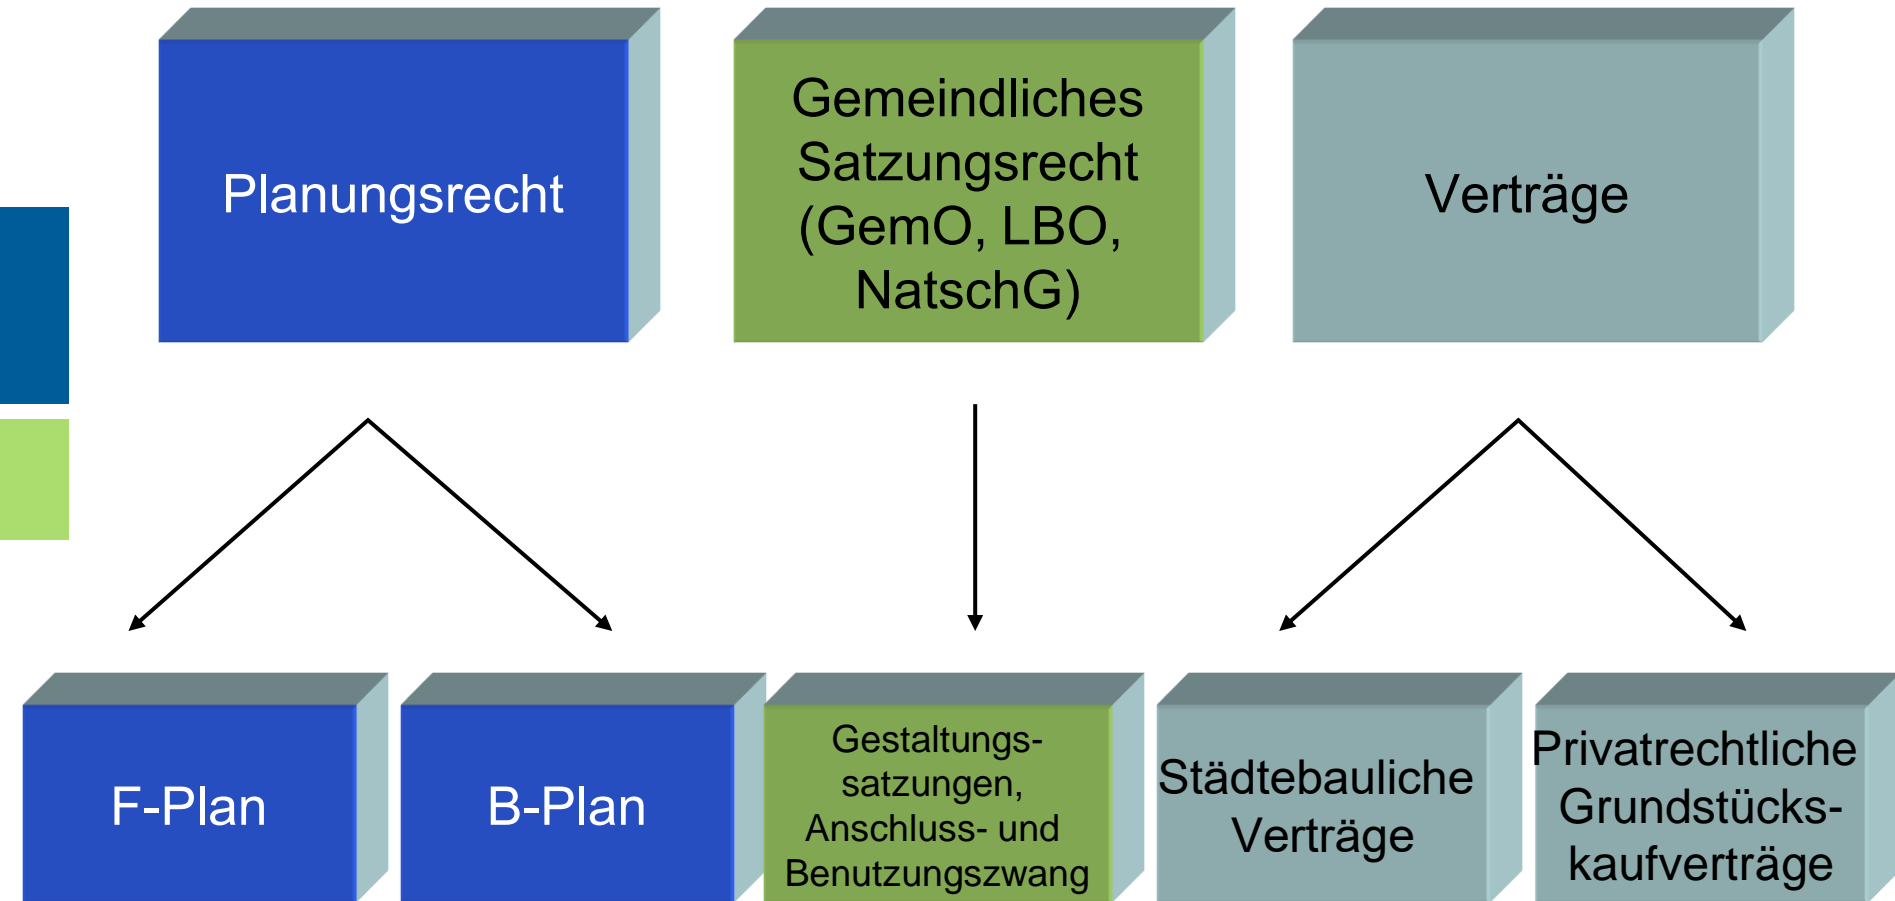 Planungsrecht
Gemeindliches
Satzungsrecht
(GemO, LBO,
NatschG)
Verträge
F-Plan
B-Plan
Gestaltungs-
satzungen,
Anschluss- und
Benutzungszwang
Städtebauliche
Verträge
Privatrechtliche
Grundstücks-
kaufverträge